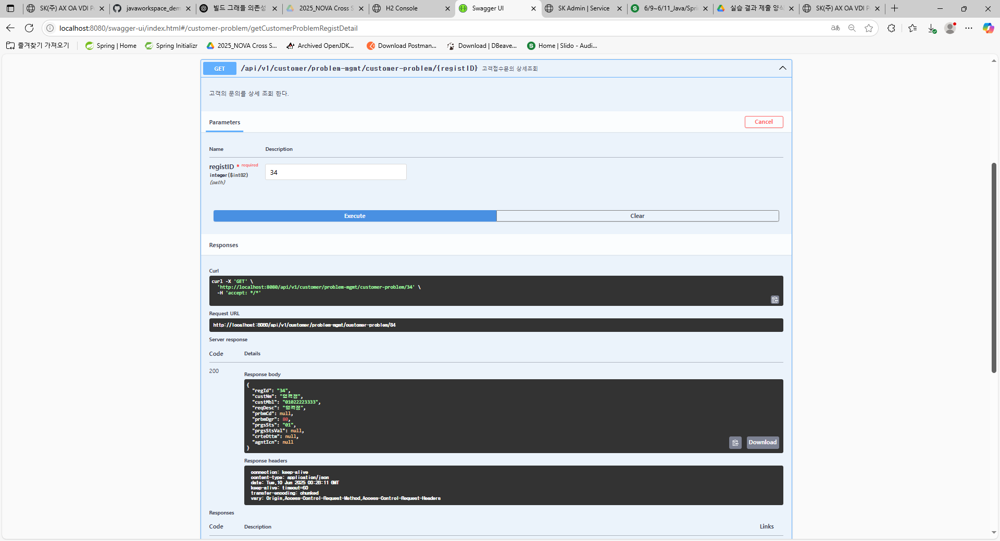 SK(주) AX OA VDI P
javaworkspace_dem
빌드 그래들 의존성
2025_NOVA Cross S
H2 Console
Swagger UI
SK Admin | Service
6/9~6/11_Java/Spri
실습 결과 제출 양식
SK(주) AX OA VDI P
localhost:8080/swagger-ui/index.html#/customer-problem/getCustomerProblemRegistDetail
즐겨찾기 가져오기
Spring | Home
Spring Initializr
2025_NOVA Cross S...
Archived OpenJDK...
Download Postman...
Download | DBeave...
Home | Slido - Audi...
GET /api/v1/customer/problem-mgmt/customer-problem/{registID} 고객접수문의 상세조회
고객의 문의를 상세 조회 한다.
Parameters
Cancel
Name Description
registID * required
integer($int32)
(path)
34
Execute
Clear
Responses
Curl
curl -X 'GET' \
'http://localhost:8080/api/v1/customer/problem-mgmt/customer-problem/34' \
-H 'accept: */*'
Request URL
http://localhost:8080/api/v1/customer/problem-mgmt/customer-problem/34
Server response
Code Details
200
Response body
{
"regId": "34",
"custNm": "임꺽정",
"custMbl": "01022223333",
"reqDesc": "임꺽정",
"prbmCd": null,
"prbmDgr": 80,
"prgsSts": "01",
"prgsStsVal": null,
"crteDttm": null,
"agntIcn": null
}
Download
Response headers
connection: keep-alive
content-type: application/json
date: Tue,10 Jun 2025 00:26:11 GMT
keep-alive: timeout=60
transfer-encoding: chunked
vary: Origin,Access-Control-Request-Method,Access-Control-Request-Headers
Responses
Code Description Links